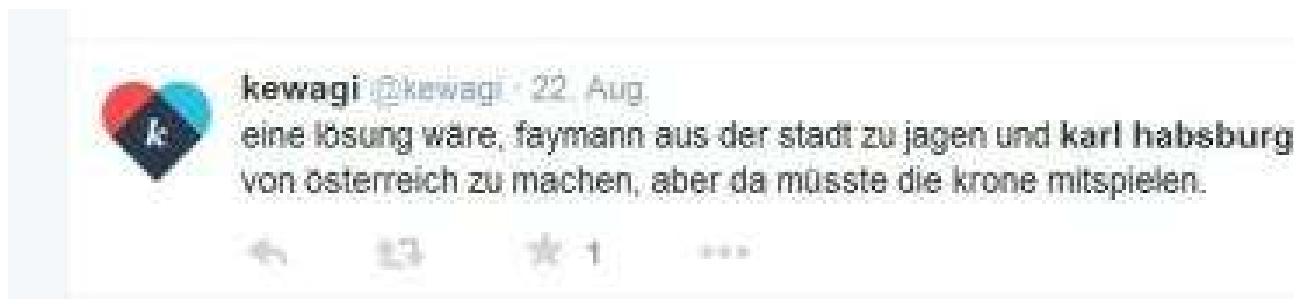 kewagi @kewagi · 22. Aug.
eine lösung wäre, faymann aus der stadt zu jagen und karl habsburg
von österreich zu machen, aber da müsste die krone mitspielen.
1
k